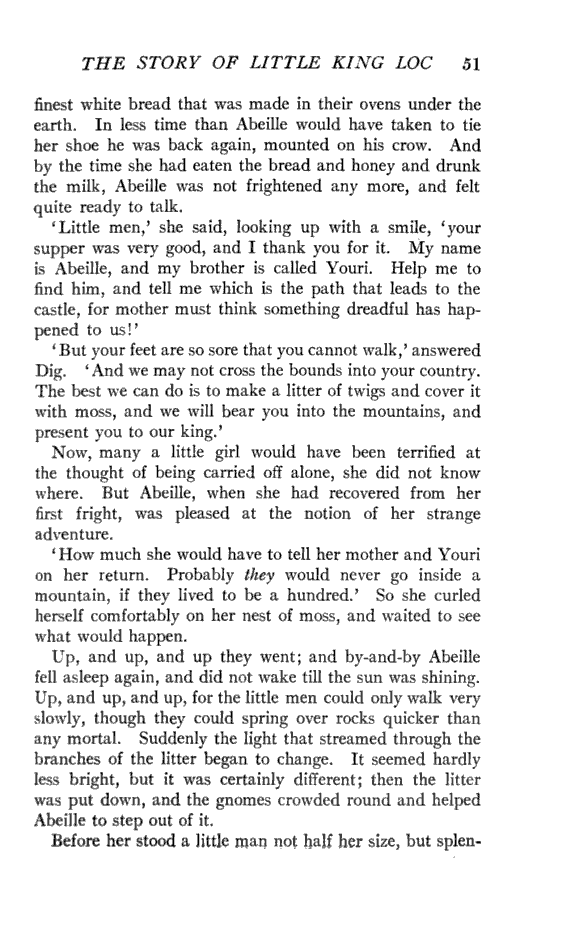 THE STORY OF LITTLE KING LOC 51
finest white bread that was made in their ovens under the
earth. In less time than Abeille would have taken to tie
her shoe he was back again, mounted on his crow. And
by the time she had eaten the bread and honey and drunk
the milk, Abeille was not frightened any more, and felt
quite ready to talk.
‘Little men,’ she said, looking up with a smile, ‘your
supper was very good, and I thank you for it. My name
is Abeille, and my brother is called Youri. Help me to
find him, and tell me which is the path that leads to the
castle, for mother must think something dreadful has hap-
pened to us!’
‘But your feet are so sore that you cannot walk,’ answered
Dig. ‘And we may not cross the bounds into your country.
The best we can do is to make a litter of twigs and cover it
with moss, and we will bear you into the mountains, and
present you to our king.’
Now, many a little girl would have been terrified at
the thought of being carried off alone, she did not know
where. But Abeille, when she had recovered from her
first fright, was pleased at the notion of her strange
adventure.
‘How much she would have to tell her mother and Youri
on her return. Probably they would never go inside a
mountain, if they lived to be a hundred.’ So she curled
herself comfortably on her nest of moss, and waited to see
what would happen.
Up, and up, and up they went; and by-and-by Abeille
fell asleep again, and did not wake till the sun was shining.
Up, and up, and up, for the little men could only walk very
slowly, though they could spring over rocks quicker than
any mortal. Suddenly the light that streamed through the
branches of the litter began to change. It seemed hardly
less bright, but it was certainly different; then the litter
was put down, and the gnomes crowded round and helped
Abeille to step out of it.
Before her stood a little man not half her size, but splen-